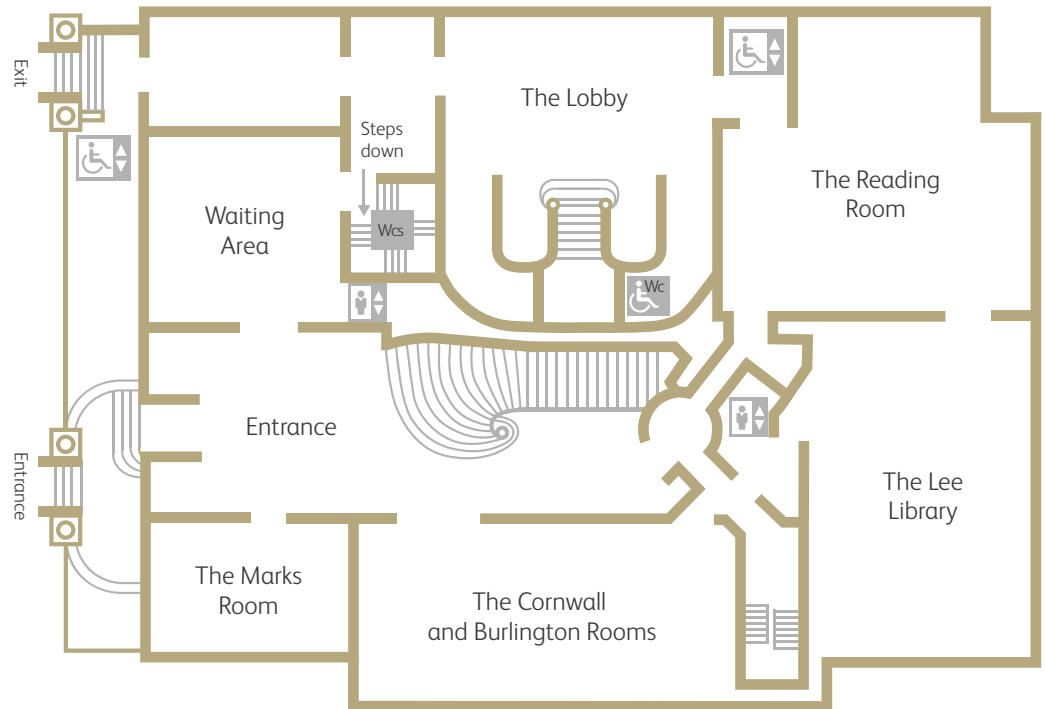 Exit
The Lobby
Steps
down
The Reading
Room
Waiting
Area
Wcs
Wc
Entrance
Entrance
The Lee
Library
The Marks
Room
The Cornwall
and Burlington Rooms